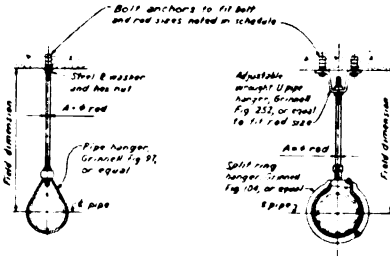 Bolt anchors to fit bolt
and rod sizes noted in schedule
Steel ℄ washer
and hex nut
A-φ rod
Field dimension
Pipe hanger,
Grinnell Fig 97,
or equal
℄ pipe
Adjustable
wrought U pipe
hanger, Grinnell
Fig 252, or equal
to fit rod size
A-φ rod
Split ring
hanger Grinnell
Fig 104, or equal
℄ pipe
Field dimension